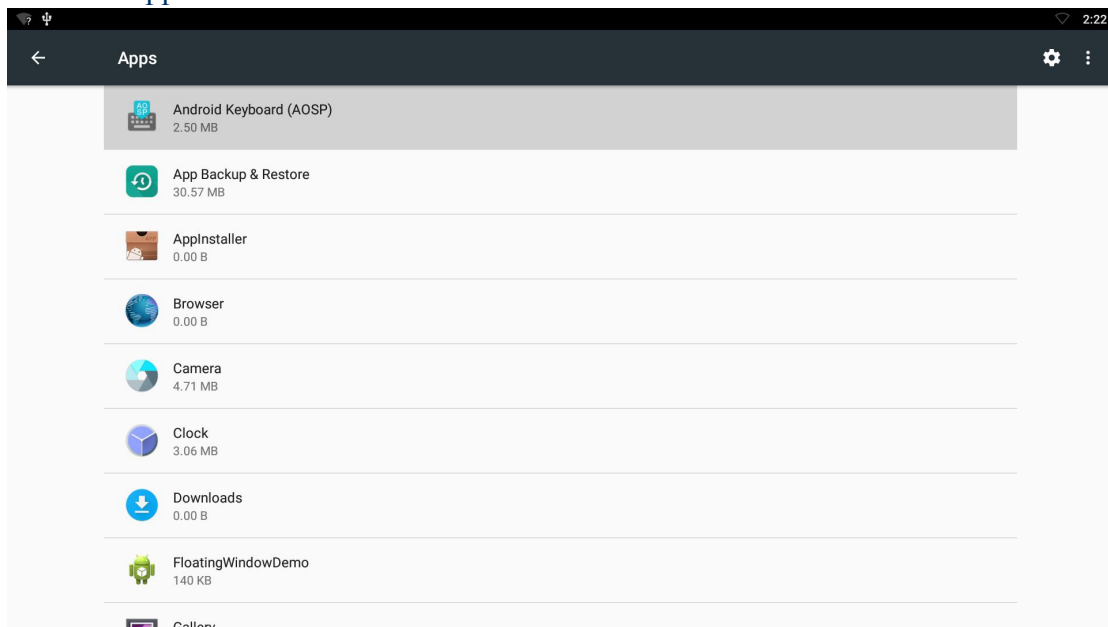 2:22
Apps
Android Keyboard (AOSP)
2.50 MB
App Backup & Restore
30.57 MB
AppInstaller
0.00 B
Browser
0.00 B
Camera
4.71 MB
Clock
3.06 MB
Downloads
0.00 B
FloatingWindowDemo
140 KB
Gallery